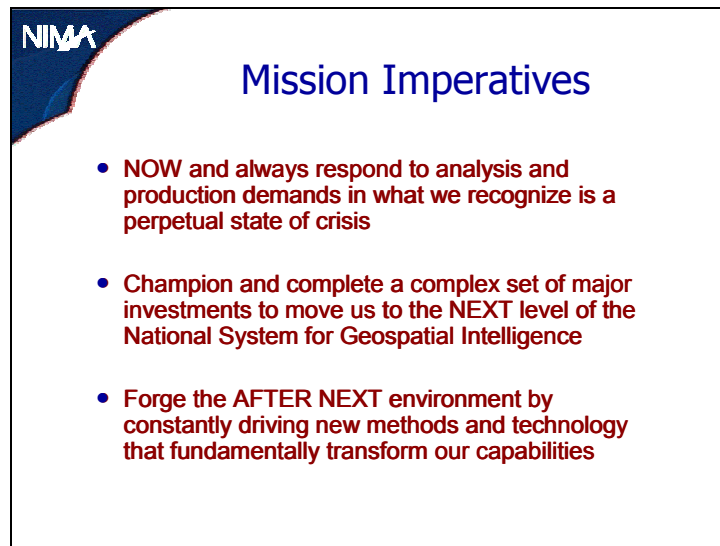 NIMA
Mission Imperatives
• NOW and always respond to analysis and
production demands in what we recognize is a
perpetual state of crisis
• Champion and complete a complex set of major
investments to move us to the NEXT level of the
National System for Geospatial Intelligence
• Forge the AFTER NEXT environment by
constantly driving new methods and technology
that fundamentally transform our capabilities